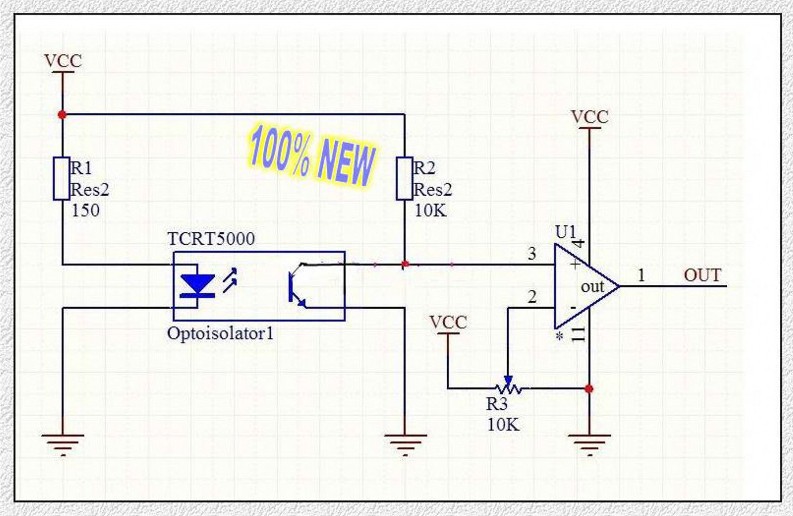 VCC
VCC
100% NEW
R1
Res2
150
R2
Res2
10K
TCRT5000
Optoisolator1
U1
4
3
+
2
-
out
1
OUT
*
11
VCC
R3
10K